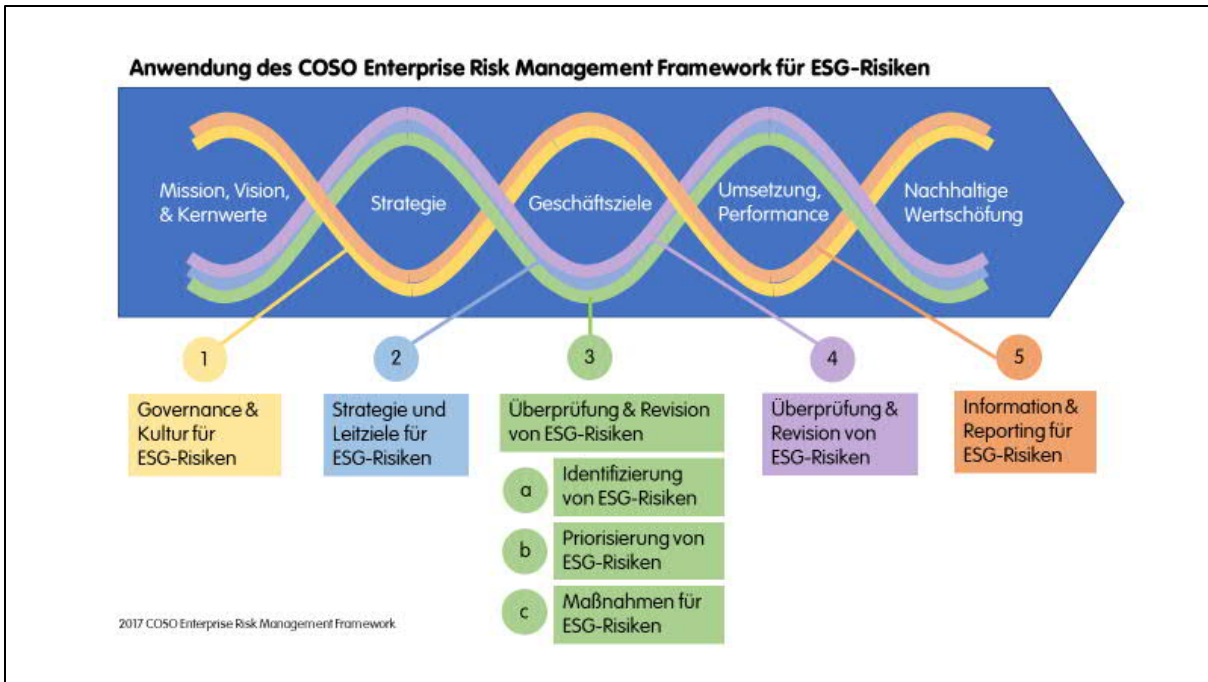 Anwendung des COSO Enterprise Risk Management Framework für ESG-Risiken
Mission, Vision,
& Kernwerte
Strategie
Geschäftsziele
Umsetzung,
Performance
Nachhaltige
Wertschöfung
1
2
3
4
5
Governance &
Kultur für
ESG-Risiken
Strategie und
Leitziele für
ESG-Risiken
Überprüfung & Revision
von ESG-Risiken
Überprüfung &
Revision von
ESG-Risiken
Information &
Reporting für
ESG-Risiken
a
Identifizierung
von ESG-Risiken
b
Priorisierung von
ESG-Risiken
c
Maßnahmen für
ESG-Risiken
2017 COSO Enterprise Risk Management Framework